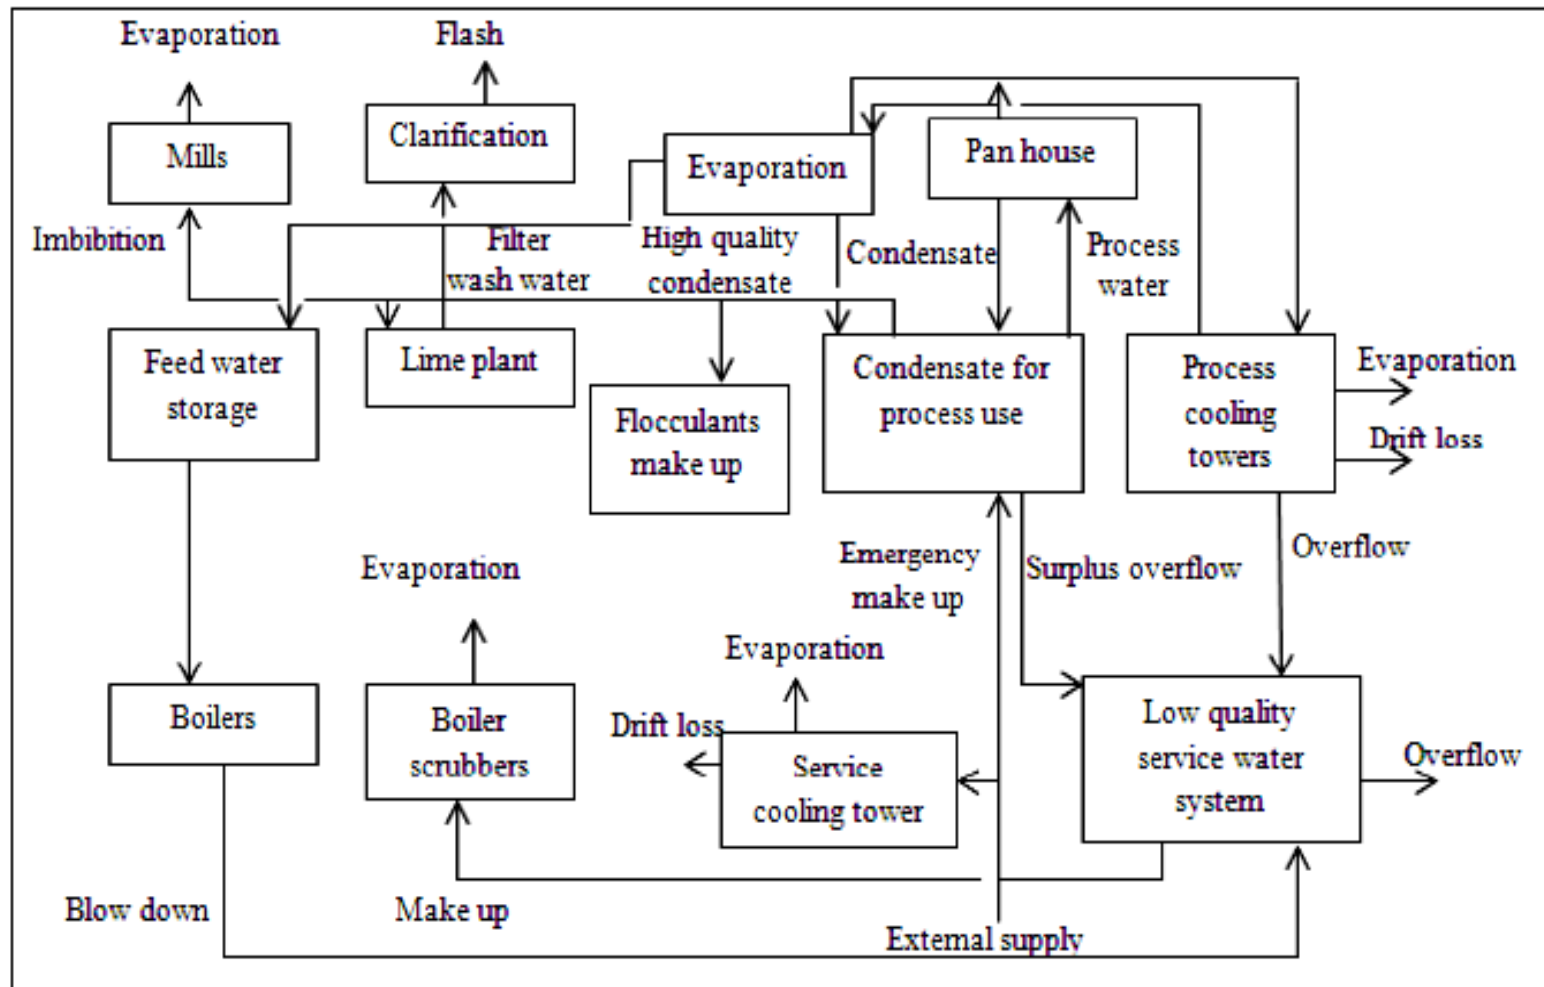 Evaporation
Flash
Mills
Clarification
Evaporation
Pan house
Imbibition
Filter
wash water
High quality
condensate
Condensate
Process
water
Feed water
storage
Lime plant
Flocculants
make up
Condensate for
process use
Process
cooling
towers
Evaporation
Drift loss
Evaporation
Emergency
make up
Surplus overflow
Overflow
Evaporation
Boilers
Boiler
scrubbers
Drift loss
Service
cooling tower
Low quality
service water
system
Overflow
Blow down
Make up
External supply